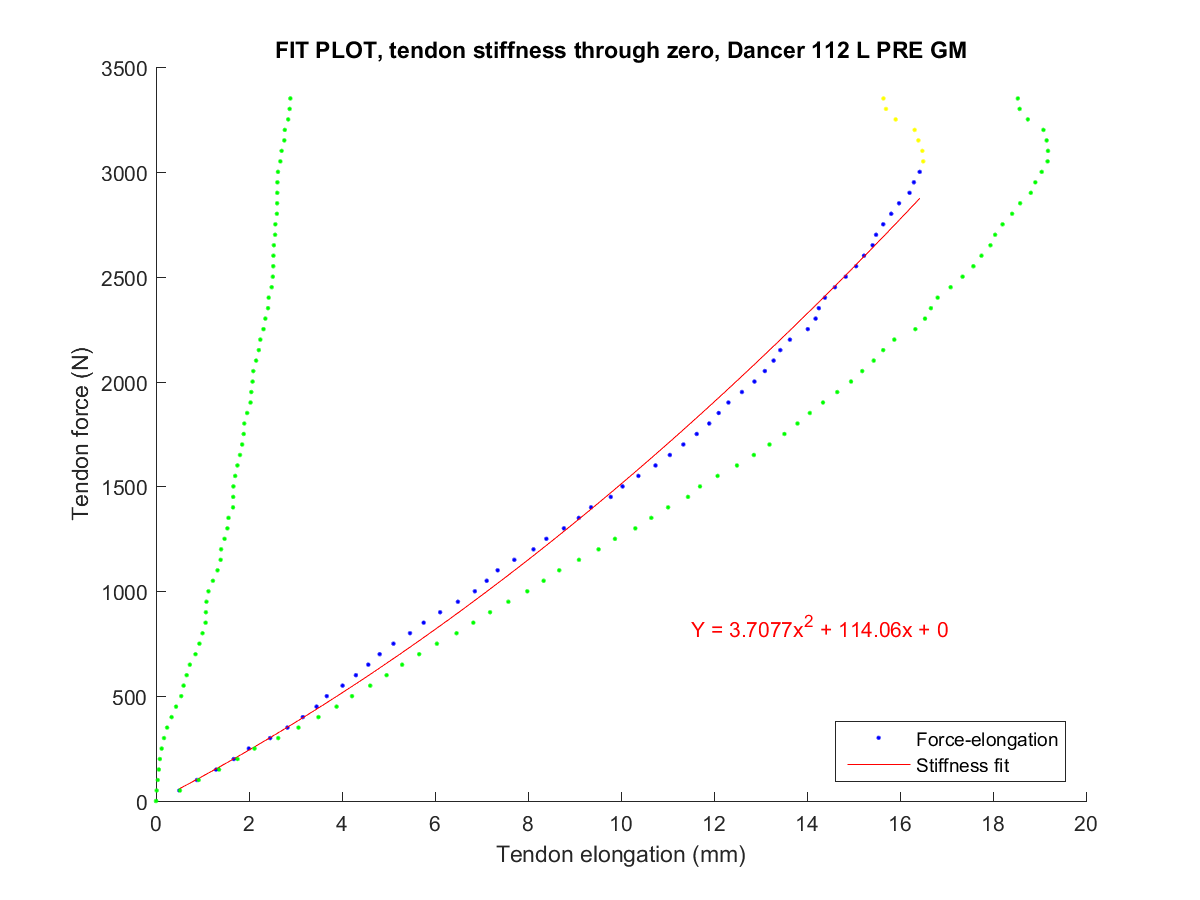 FIT PLOT, tendon stiffness through zero, Dancer 112 L PRE GM
3500
3000
2500
2000
1500
1000
500
0
Tendon force (N)
Y = 3.7077x² + 114.06x + 0
Force-elongation
Stiffness fit
0 2 4 6 8 10 12 14 16 18 20
Tendon elongation (mm)